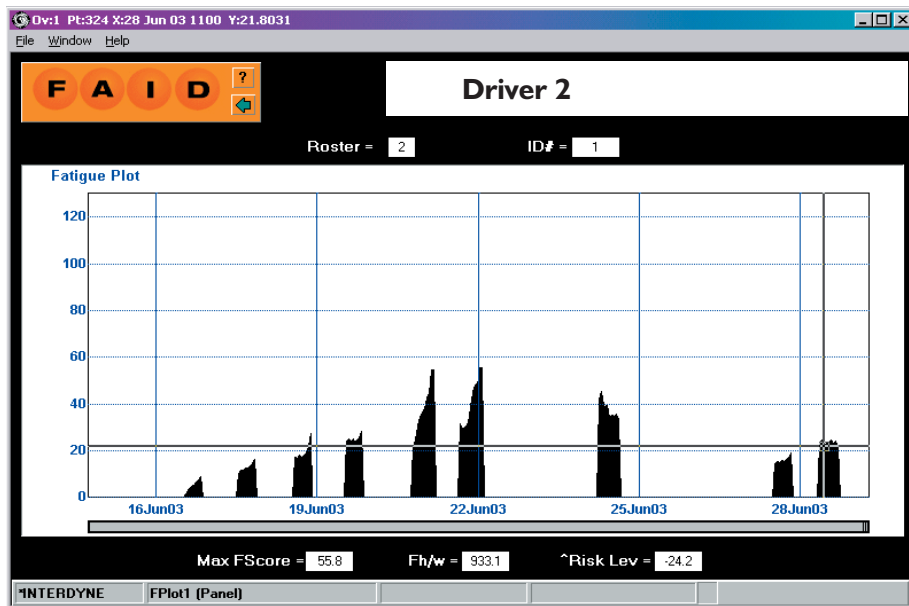 Ov:1 Pt:324 X:28 Jun 03 1100 Y:21.8031
File Window Help
F A I D ?
Driver 2
Roster = 2 ID# = 1
Fatigue Plot
120
100
80
60
40
20
0
16Jun03 19Jun03 22Jun03 25Jun03 28Jun03
Max FScore = 55.8 Fh/w = 933.1 ^Risk Lev = -24.2
*INTERDYNE FPlot1 (Panel)